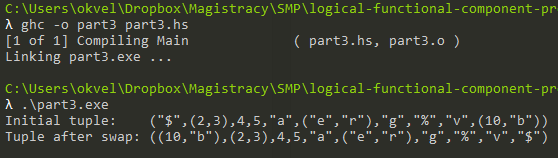 C:\Users\okvel\Dropbox\Magistracy\SMP\logical-functional-component-pr
λ ghc -o part3 part3.hs
[1 of 1] Compiling Main             ( part3.hs, part3.o )
Linking part3.exe ...
C:\Users\okvel\Dropbox\Magistracy\SMP\logical-functional-component-pr
λ .\part3.exe
Initial tuple:    ("$",(2,3),4,5,"a",("e","r"),"g","%","v",(10,"b"))
Tuple after swap: ((10,"b"),(2,3),4,5,"a",("e","r"),"g","%","v","$")